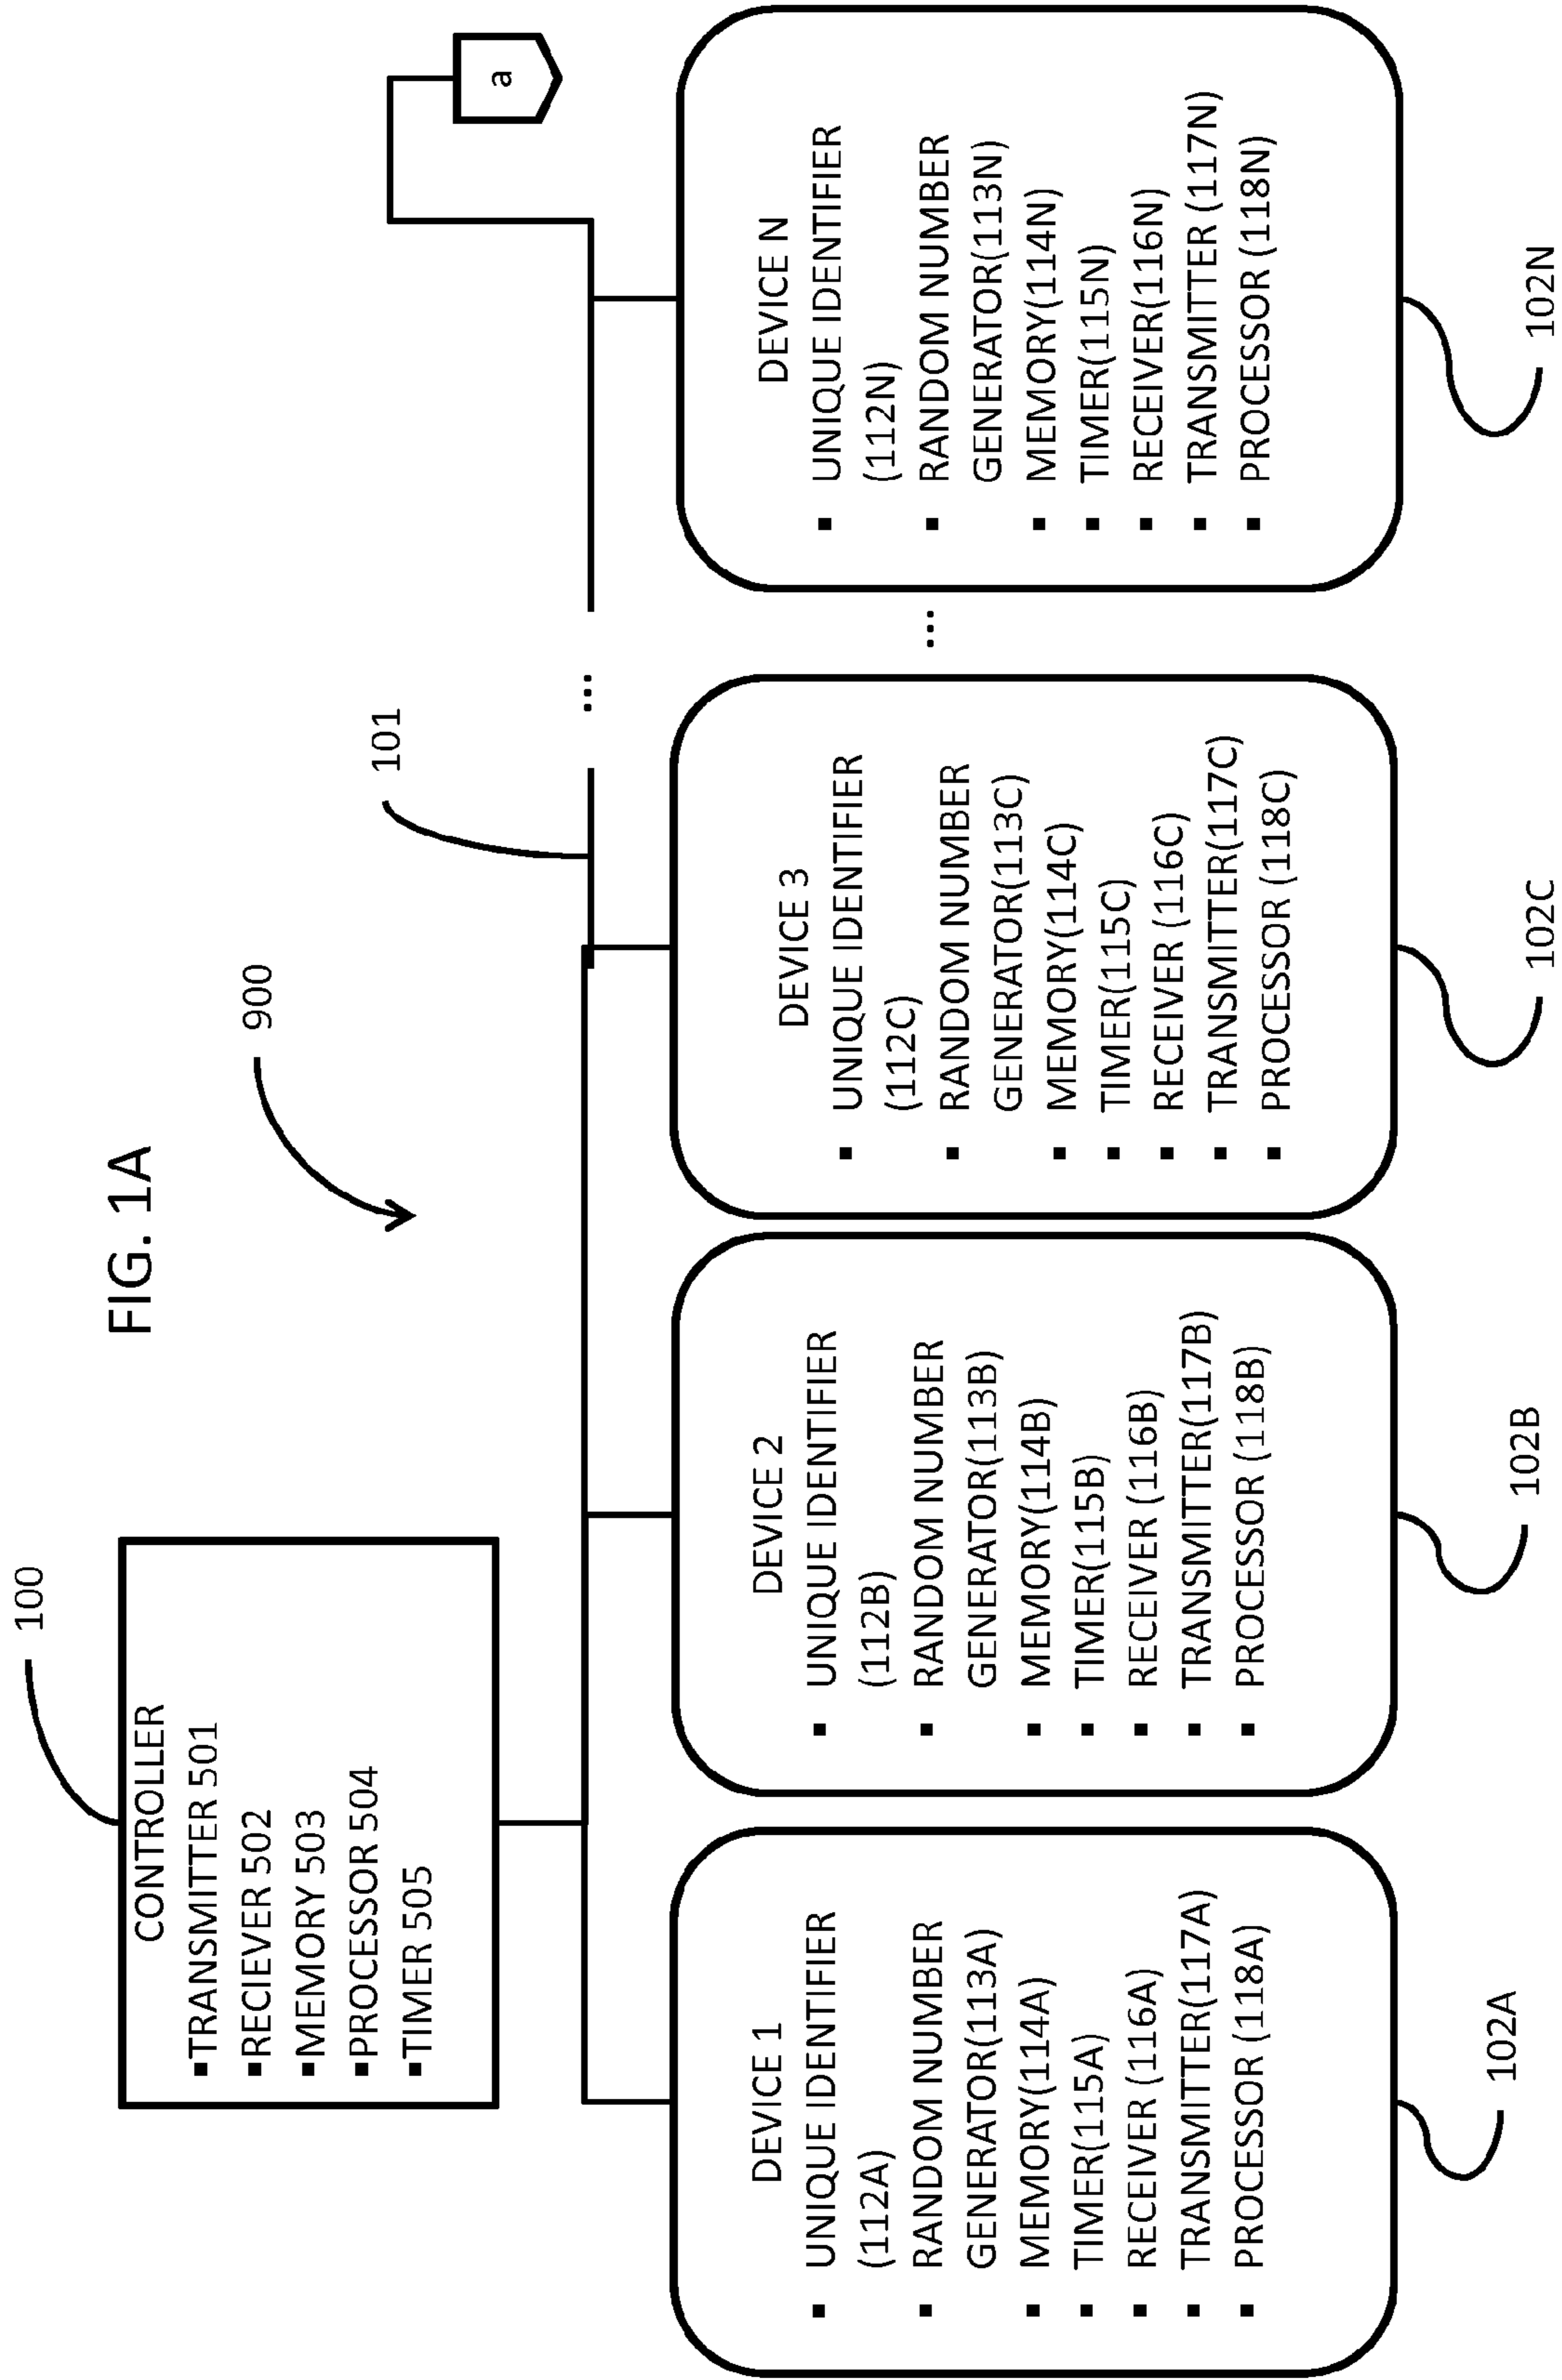 FIG. 1A
100
900
101
a
CONTROLLER
▪TRANSMITTER 501
▪RECIEVER 502
▪MEMORY 503
▪PROCESSOR 504
▪TIMER 505
...
DEVICE 1
▪ UNIQUE IDENTIFIER
(112A)
▪ RANDOM NUMBER
GENERATOR(113A)
▪ MEMORY(114A)
▪ TIMER(115A)
▪ RECEIVER (116A)
▪ TRANSMITTER(117A)
▪ PROCESSOR (118A)
102A
DEVICE 2
▪ UNIQUE IDENTIFIER
(112B)
▪ RANDOM NUMBER
GENERATOR(113B)
▪ MEMORY(114B)
▪ TIMER(115B)
▪ RECEIVER (116B)
▪ TRANSMITTER(117B)
▪ PROCESSOR (118B)
102B
DEVICE 3
▪ UNIQUE IDENTIFIER
(112C)
▪ RANDOM NUMBER
GENERATOR(113C)
▪ MEMORY(114C)
▪ TIMER(115C)
▪ RECEIVER (116C)
▪ TRANSMITTER(117C)
▪ PROCESSOR (118C)
102C
...
DEVICE N
▪ UNIQUE IDENTIFIER
(112N)
▪ RANDOM NUMBER
GENERATOR(113N)
▪ MEMORY(114N)
▪ TIMER(115N)
▪ RECEIVER(116N)
▪ TRANSMITTER (117N)
▪ PROCESSOR (118N)
102N